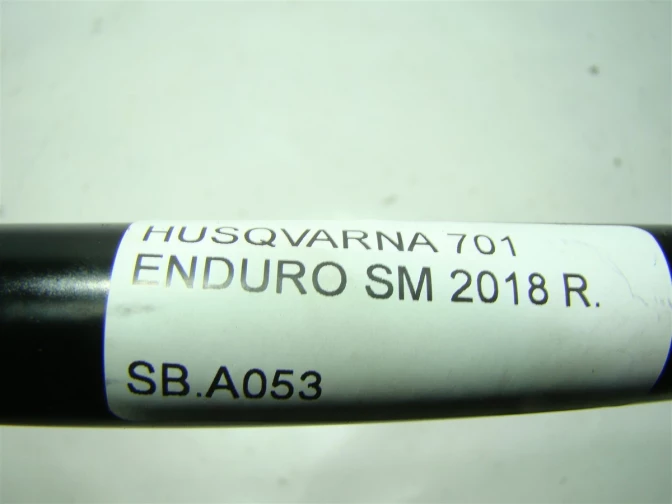 HUSQVARNA 701
ENDURO SM 2018 R.
SB.A053